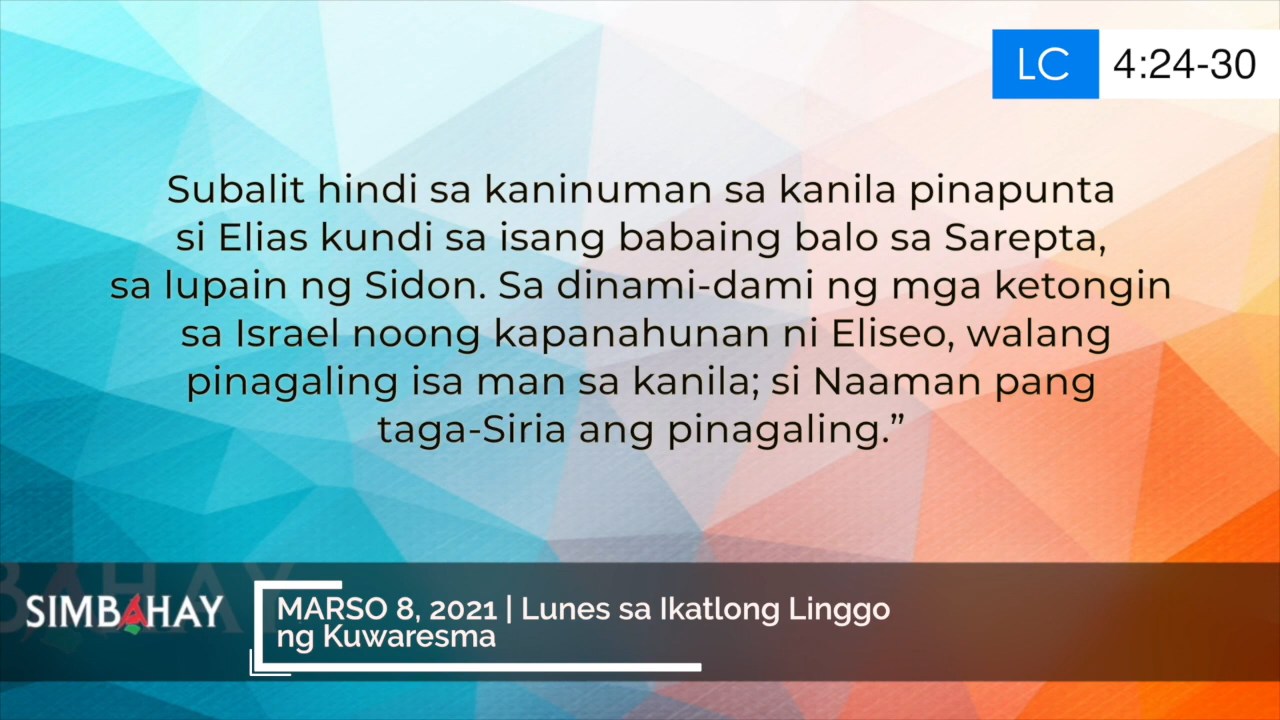 LC 4:24-30
Subalit hindi sa kaninuman sa kanila pinapunta
si Elias kundi sa isang babaing balo sa Sarepta,
sa lupain ng Sidon. Sa dinami-dami ng mga ketongin
sa Israel noong kapanahunan ni Eliseo, walang
pinagaling isa man sa kanila; si Naaman pang
taga-Siria ang pinagaling.”
SIMBAHAY
MARSO 8, 2021 | Lunes sa Ikatlong Linggo
ng Kuwaresma